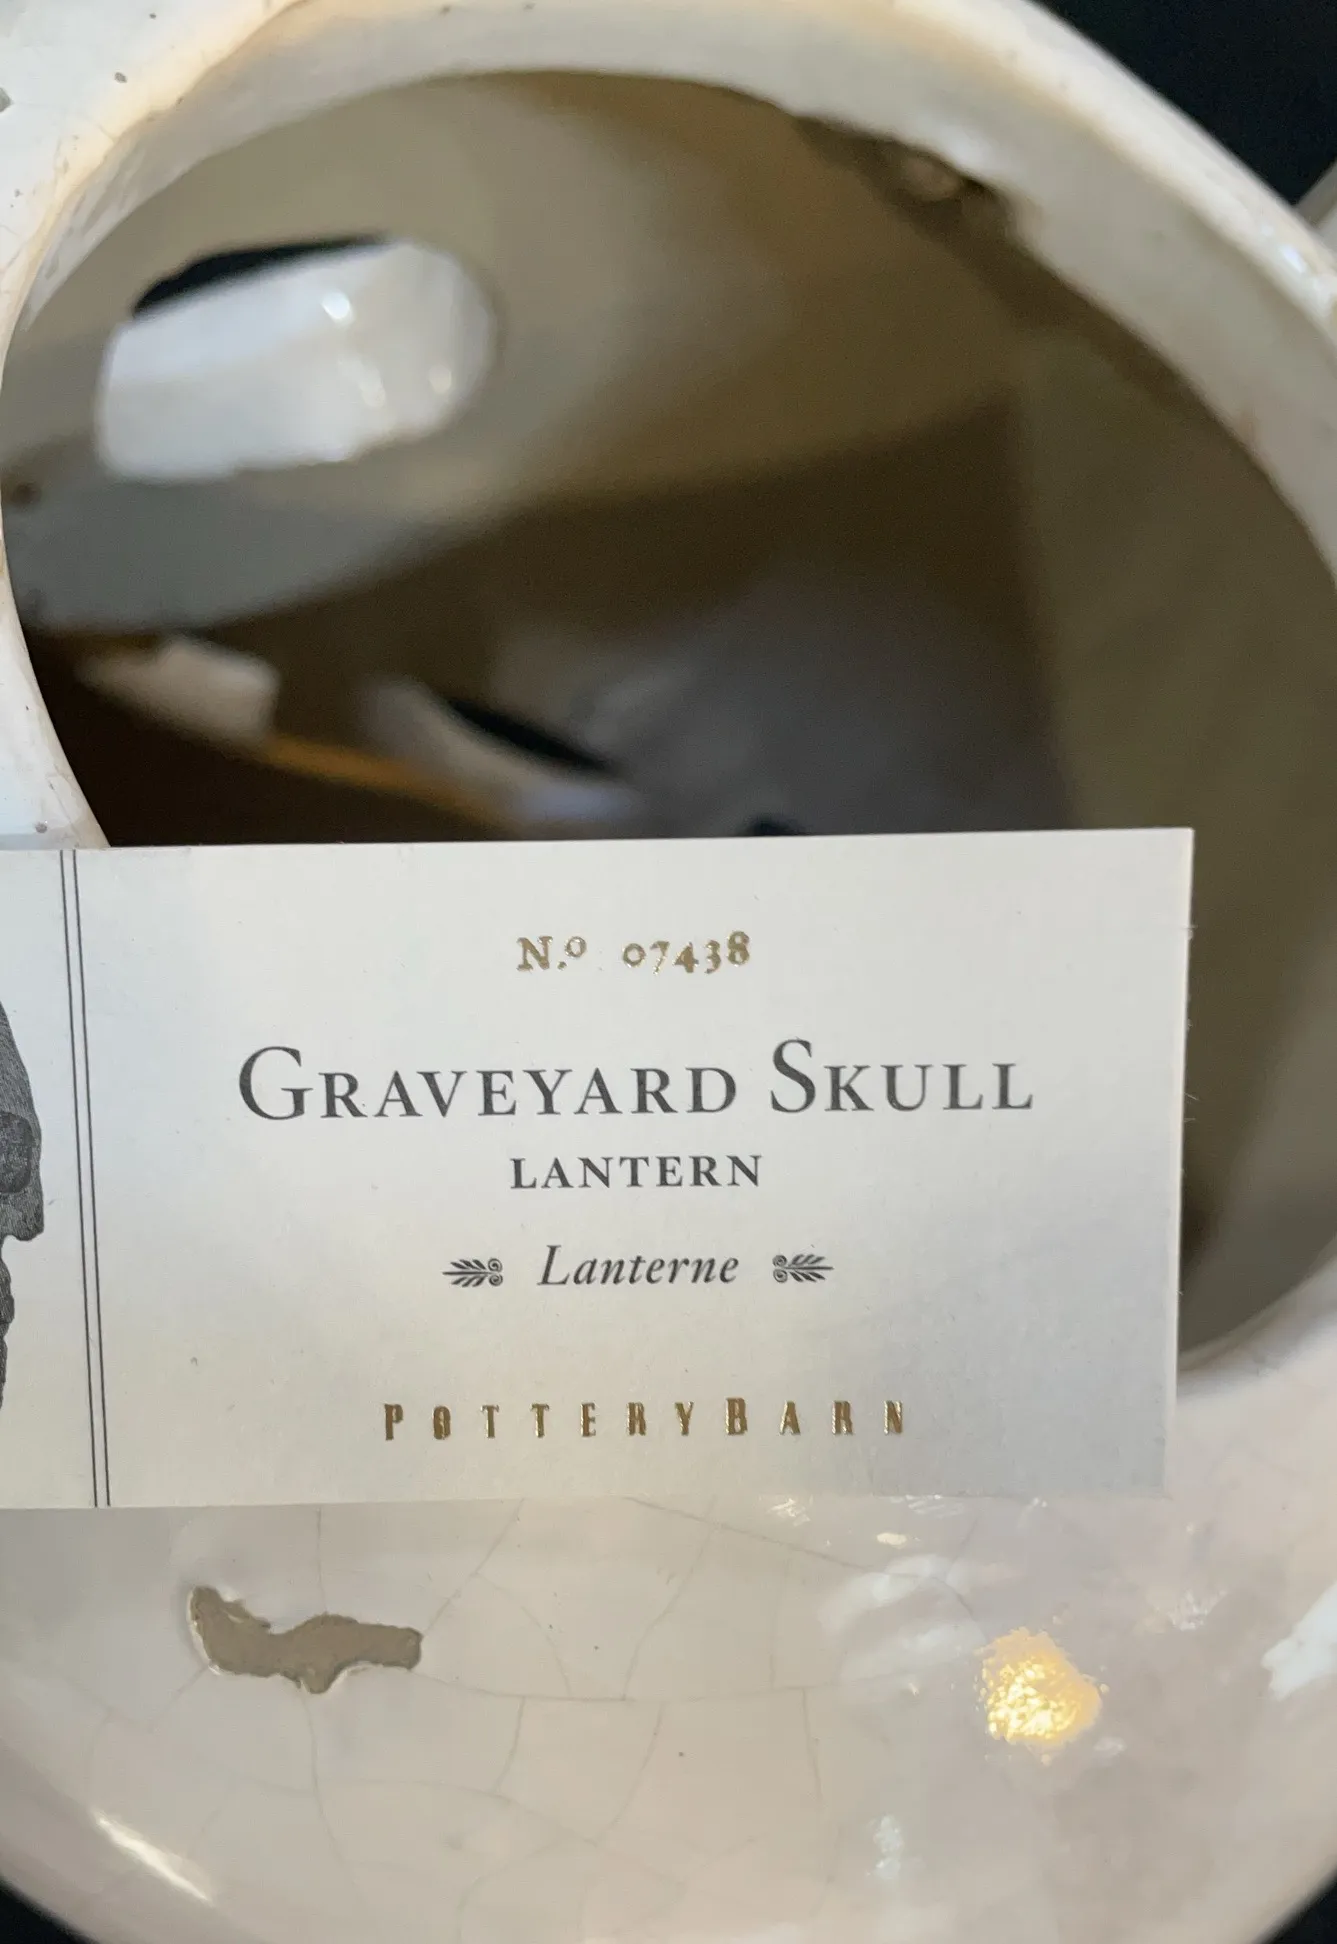 N.º 07438
GRAVEYARD SKULL
LANTERN
Lanterne
POTTERYBARN